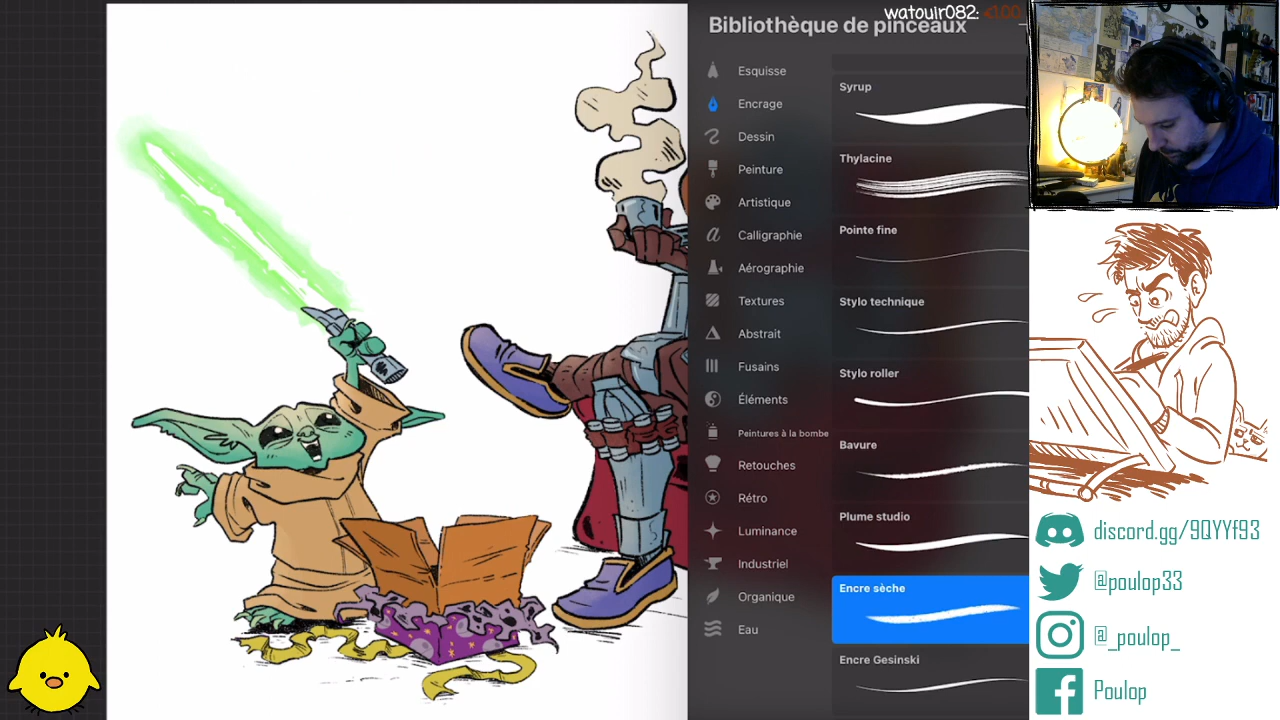 watouir082: <100
Bibliothèque de pinceaux
Esquisse
Encrage
Dessin
Peinture
Artistique
Calligraphie
Aérographie
Textures
Abstrait
Fusains
Éléments
Peintures à la bombe
Retouches
Rétro
Luminance
Industriel
Organique
Eau
Syrup
Thylacine
Pointe fine
Stylo technique
Stylo roller
Bavure
Plume studio
Encre sèche
Encre Gesinski
discord.gg/9QYYf93
@poulop33
@_poulop_
Poulop